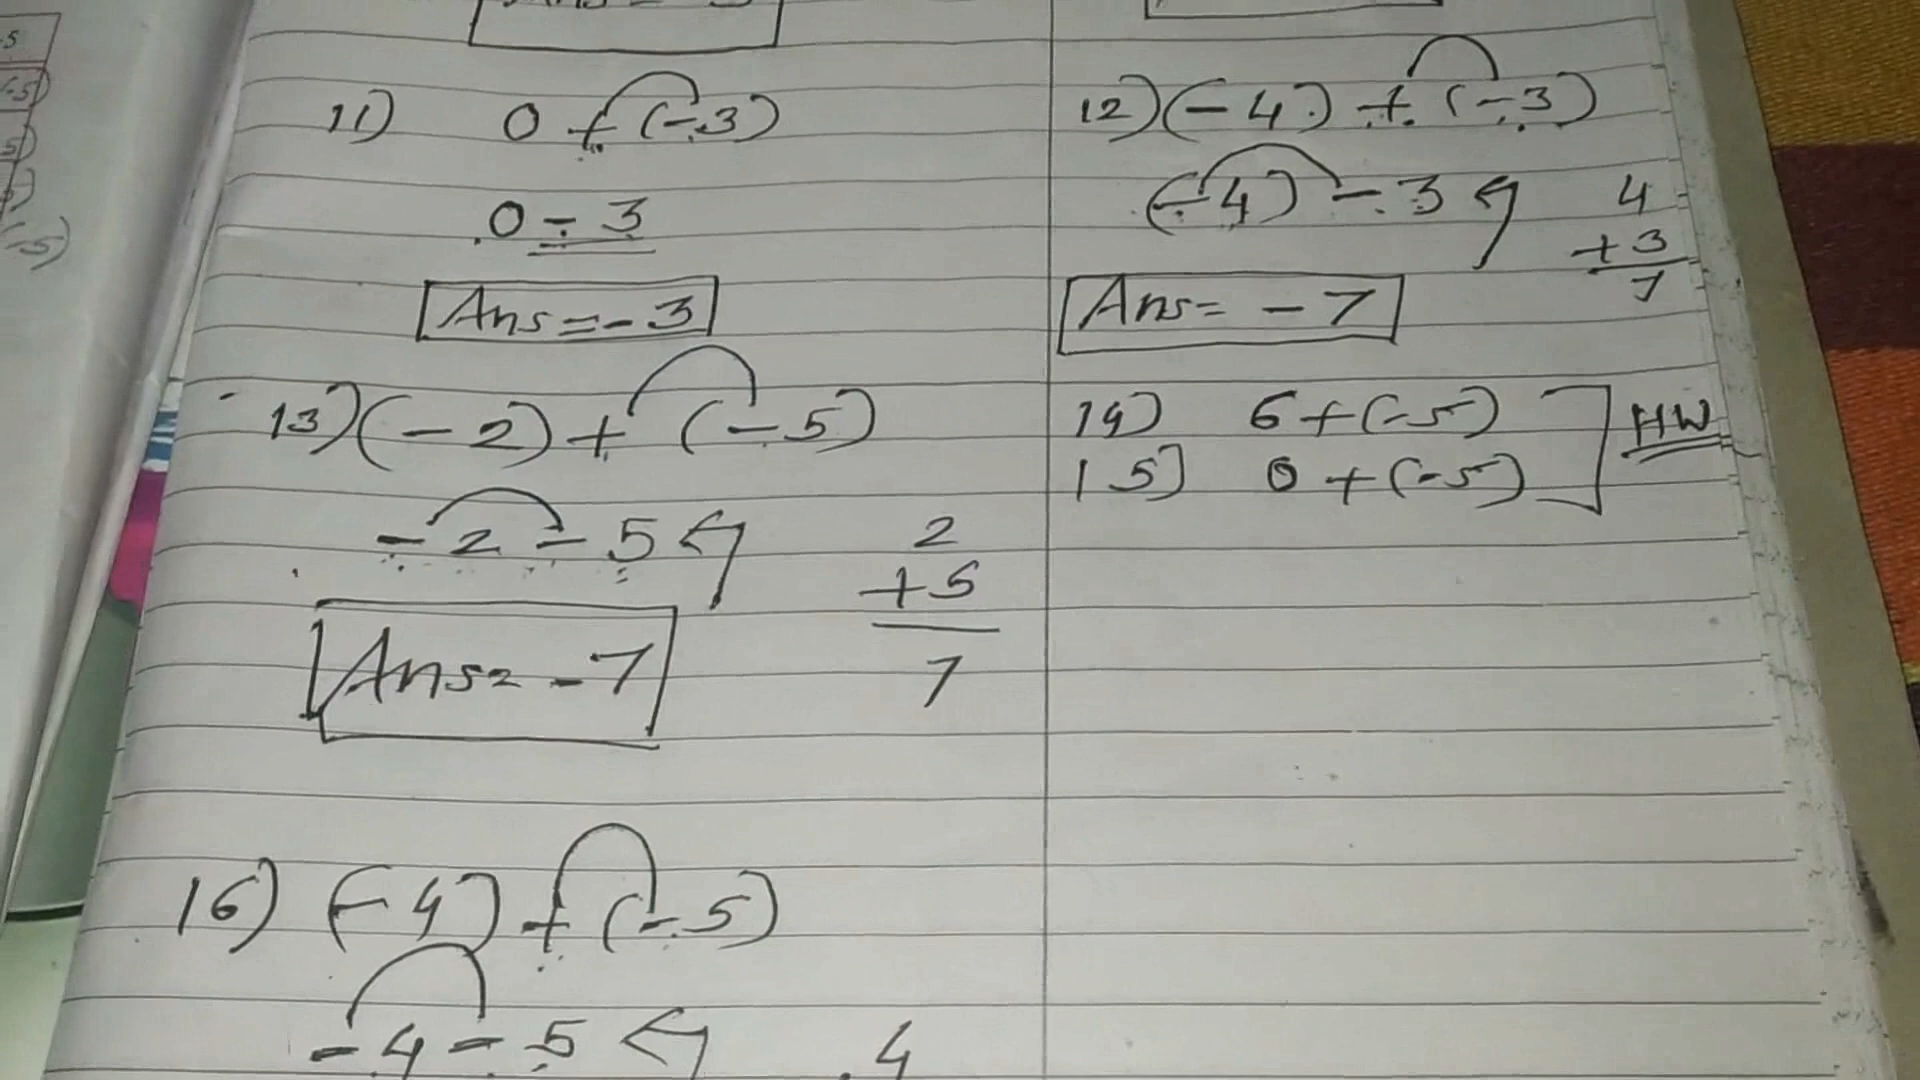 11) 0 + (-3)
0 - 3
Ans = - 3
12) (-4) + (-3)
(-4) - 3
4
+ 3
7
Ans = - 7
13) (-2) + (-5)
- 2 - 5
2
+ 5
7
Ans = - 7
14) 6 + (-5)
15) 0 + (-5)
HW
16) (-4) + (-5)
- 4 - 5
4